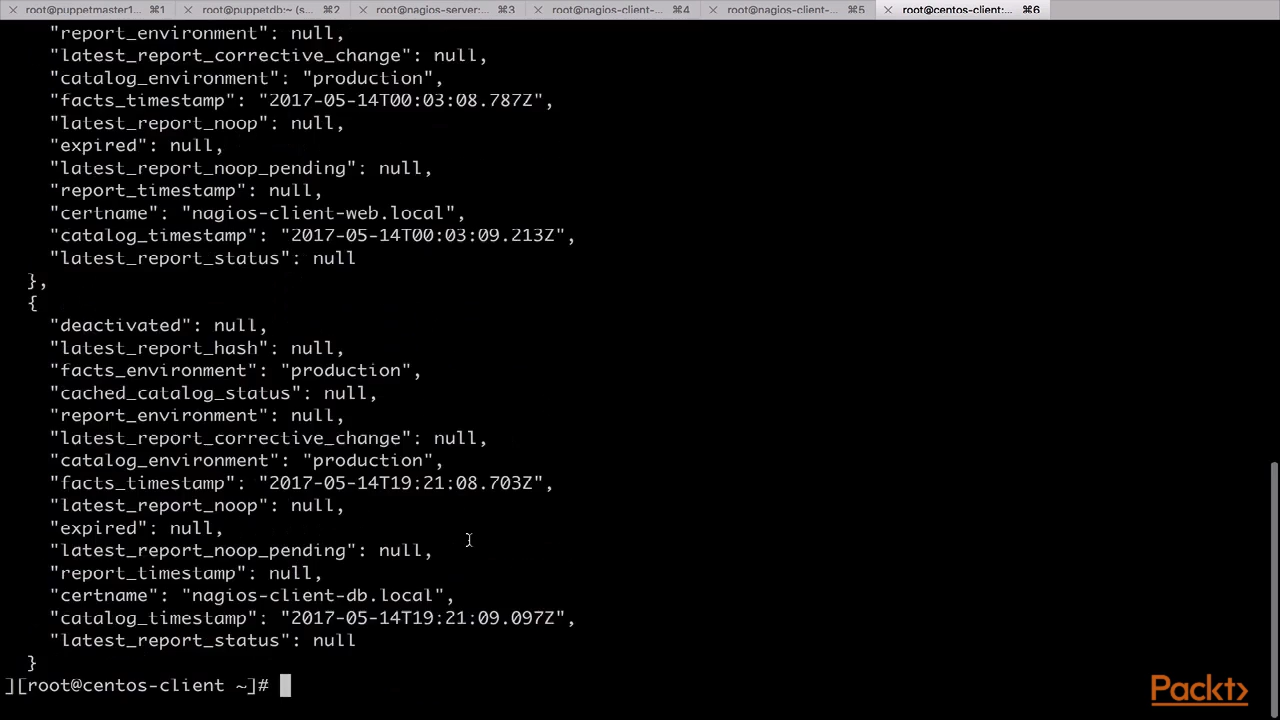 root@puppetmaster1... ⌘1 root@puppetdb:~ (s... ⌘2 root@nagios-server:... ⌘3 root@nagios-client-... ⌘4 root@nagios-client-... ⌘5 root@centos-client:... ⌘6
"report_environment": null,
"latest_report_corrective_change": null,
"catalog_environment": "production",
"facts_timestamp": "2017-05-14T00:03:08.787Z",
"latest_report_noop": null,
"expired": null,
"latest_report_noop_pending": null,
"report_timestamp": null,
"certname": "nagios-client-web.local",
"catalog_timestamp": "2017-05-14T00:03:09.213Z",
"latest_report_status": null
},
{
"deactivated": null,
"latest_report_hash": null,
"facts_environment": "production",
"cached_catalog_status": null,
"report_environment": null,
"latest_report_corrective_change": null,
"catalog_environment": "production",
"facts_timestamp": "2017-05-14T19:21:08.703Z",
"latest_report_noop": null,
"expired": null,
"latest_report_noop_pending": null,
"report_timestamp": null,
"certname": "nagios-client-db.local",
"catalog_timestamp": "2017-05-14T19:21:09.097Z",
"latest_report_status": null
}
][root@centos-client ~]#
Packt>